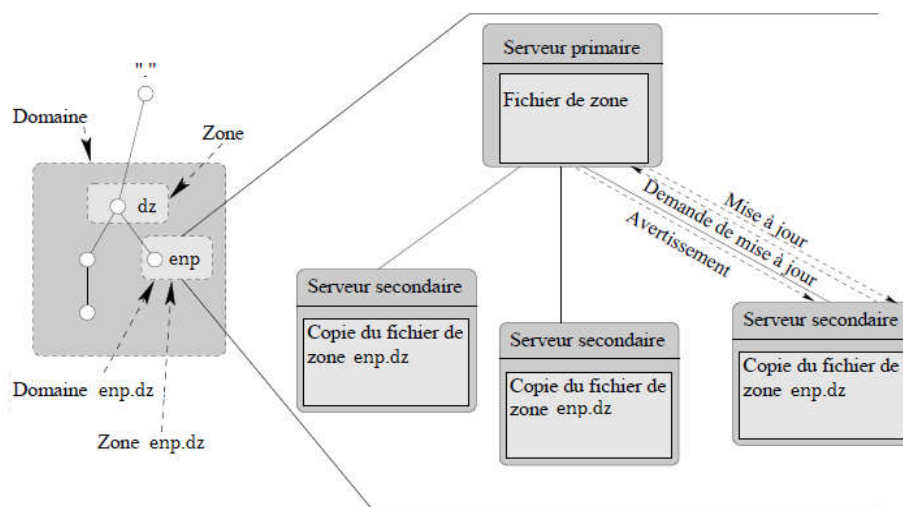 "."
Domaine
Zone
dz
enp
Domaine enp.dz
Zone enp.dz
Serveur primaire
Fichier de zone
Mise à jour
Demande de mise à jour
Avertissement
Serveur secondaire
Copie du fichier de
zone enp.dz
Serveur secondaire
Copie du fichier de
zone enp.dz
Serveur secondaire
Copie du fichier de
zone enp.dz